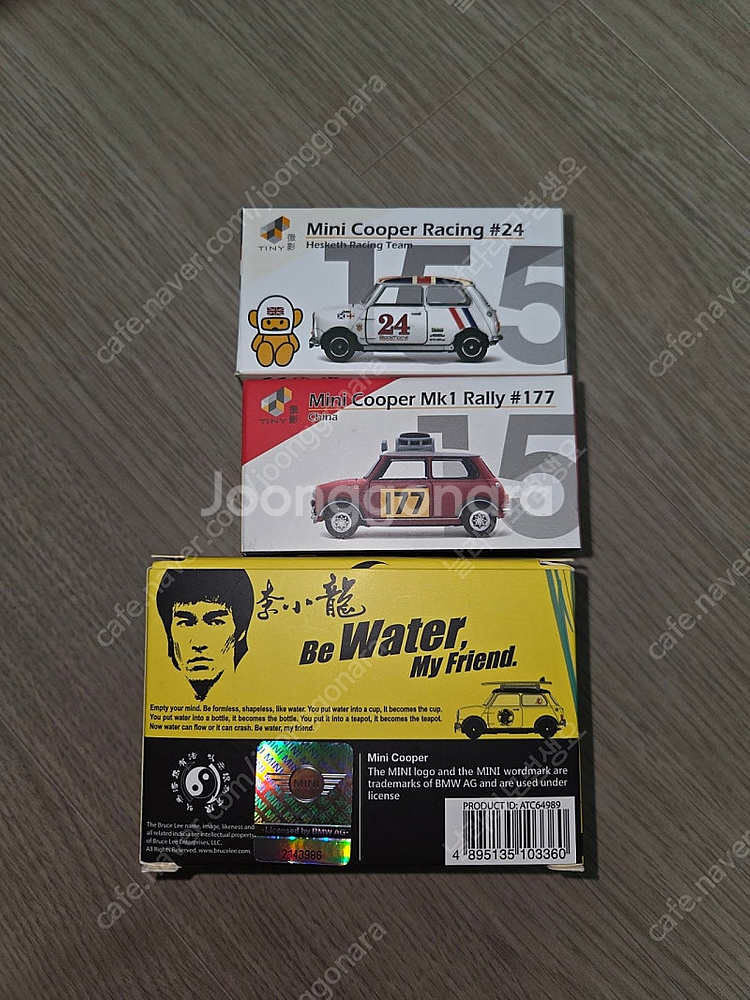 TINY 微影
Mini Cooper Racing #24
Hesketh Racing Team
155
24
TINY 微影
Mini Cooper Mk1 Rally #177
China
15
177
Joonggonara
李小龍
Be Water,
My Friend.
Empty your mind. Be formless, shapeless, like water. You put water into a cup, It becomes the cup.
You put water into a bottle, it becomes the bottle. You put it into a teapot, it becomes the teapot.
Now water can flow or it can crash. Be water, my friend.
MINI
Licensed by BMW AG
2143986
Mini Cooper
The MINI logo and the MINI wordmark are
trademarks of BMW AG and are used under
license
The Bruce Lee name, image, likeness and
all related indicia are intellectual property
of Bruce Lee Enterprises, LLC.
All Rights Reserved. www.brucelee.com
PRODUCT ID: ATC64989
4 895135 103360
cafe.naver.com/joonggonara